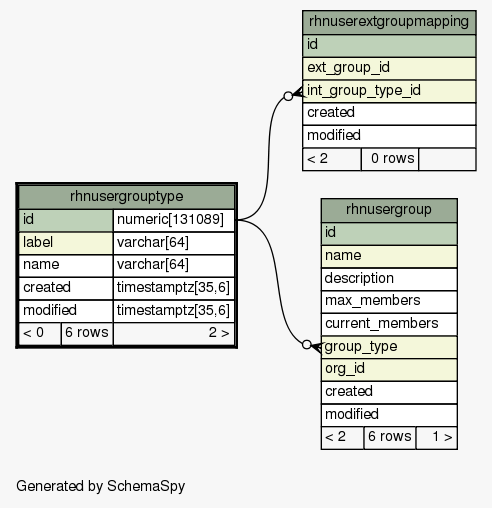 rhnuserextgroupmapping
id
ext_group_id
int_group_type_id
created
modified
< 2 0 rows
rhnusergrouptype
id numeric[131089]
label varchar[64]
name varchar[64]
created timestamptz[35,6]
modified timestamptz[35,6]
< 0 6 rows 2 >
rhnusergroup
id
name
description
max_members
current_members
group_type
org_id
created
modified
< 2 6 rows 1 >
Generated by SchemaSpy